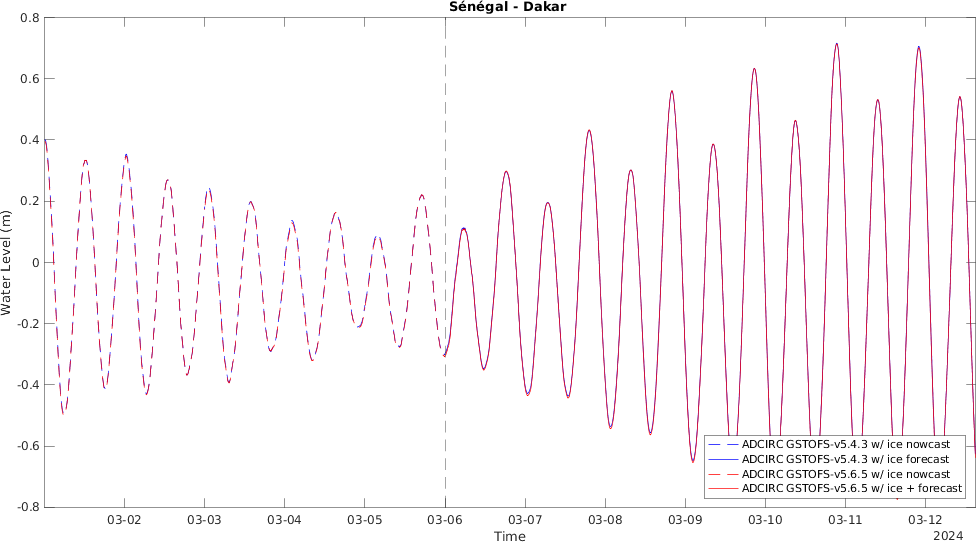 Sénégal - Dakar
0.8
0.6
0.4
0.2
0
-0.2
-0.4
-0.6
-0.8
Water Level (m)
ADCIRC GSTOFS-v5.4.3 w/ ice nowcast
ADCIRC GSTOFS-v5.4.3 w/ ice forecast
ADCIRC GSTOFS-v5.6.5 w/ ice nowcast
ADCIRC GSTOFS-v5.6.5 w/ ice + forecast
03-02 03-03 03-04 03-05 03-06 03-07 03-08 03-09 03-10 03-11 03-12
Time
2024